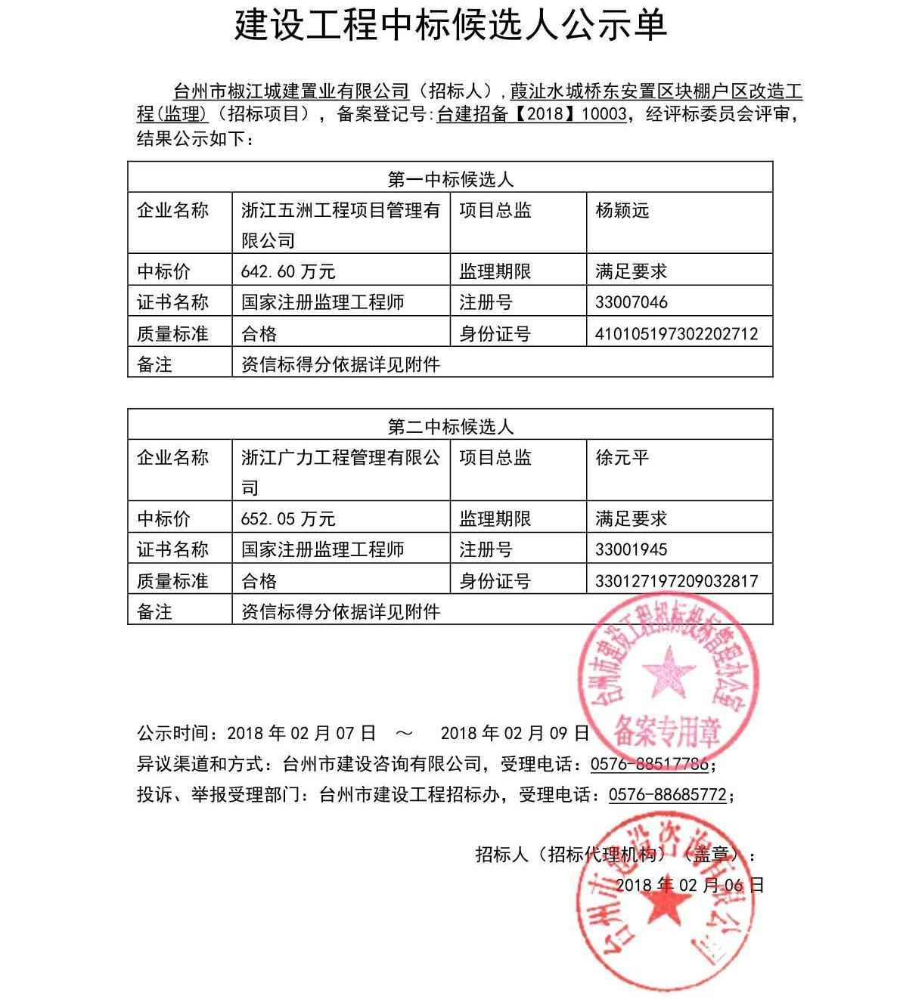 建设工程中标候选人公示单
台州市椒江城建置业有限公司（招标人）,葭沚水城桥东安置区块棚户区改造工
程(监理)（招标项目），备案登记号:台建招备【2018】10003，经评标委员会评审，
结果公示如下：
第一中标候选人
企业名称 浙江五洲工程项目管理有 项目总监 杨颖远
限公司
中标价 642.60 万元 监理期限 满足要求
证书名称 国家注册监理工程师 注册号 33007046
质量标准 合格 身份证号 410105197302202712
备注 资信标得分依据详见附件
第二中标候选人
企业名称 浙江广力工程管理有限公 项目总监 徐元平
司
中标价 652.05 万元 监理期限 满足要求
证书名称 国家注册监理工程师 注册号 33001945
质量标准 合格 身份证号 330127197209032817
备注 资信标得分依据详见附件
台州市建设工程招标投标管理办公室
备案专用章
公示时间：2018 年 02 月 07 日 ～ 2018 年 02 月 09 日
异议渠道和方式：台州市建设咨询有限公司，受理电话：0576-88517786；
投诉、举报受理部门：台州市建设工程招标办，受理电话：0576-88685772；
招标人（招标代理机构）（盖章）：
2018 年 02 月 06 日
台州市建设咨询有限公司